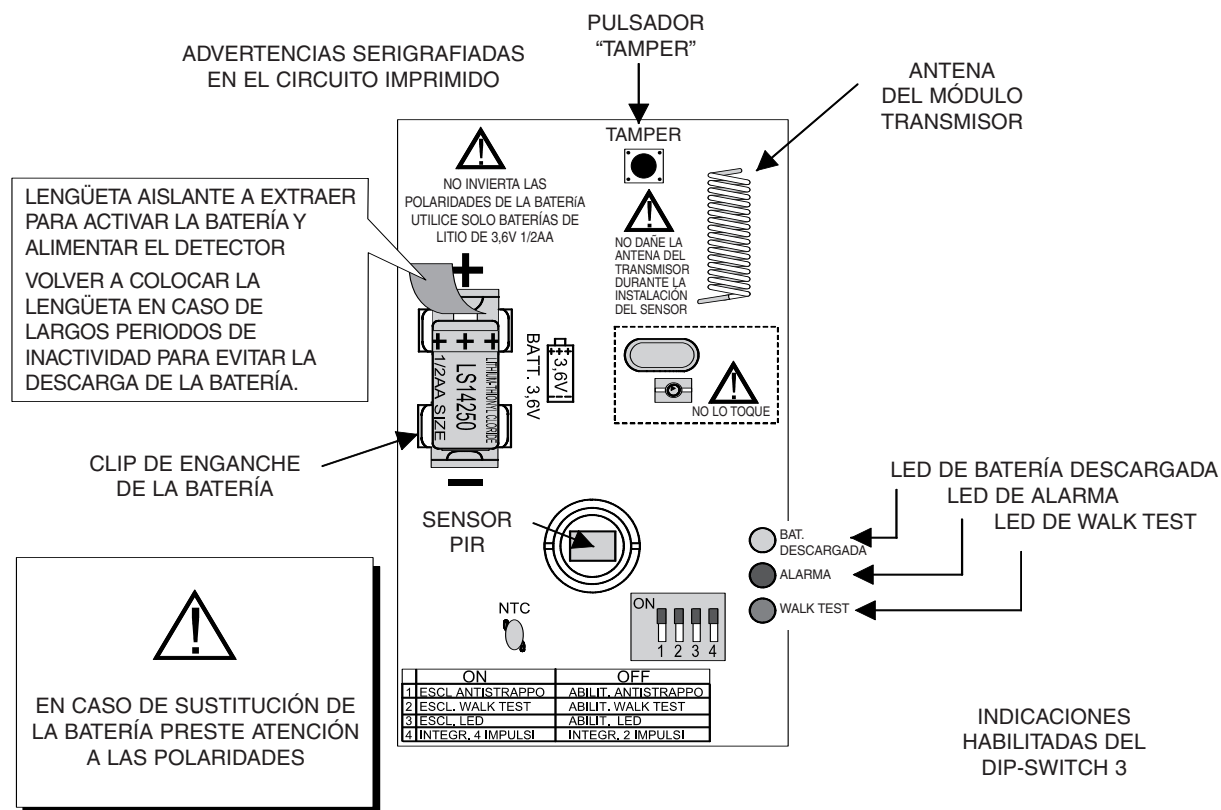 ADVERTENCIAS SERIGRAFIADAS
EN EL CIRCUITO IMPRIMIDO
PULSADOR
“TAMPER”
ANTENA
DEL MÓDULO
TRANSMISOR
LENGÜETA AISLANTE A EXTRAER
PARA ACTIVAR LA BATERÍA Y
ALIMENTAR EL DETECTOR
VOLVER A COLOCAR LA
LENGÜETA EN CASO DE
LARGOS PERIODOS DE
INACTIVIDAD PARA EVITAR LA
DESCARGA DE LA BATERÍA.
!
NO INVIERTA LAS
POLARIDADES DE LA BATERÍA
UTILICE SOLO BATERÍAS DE
LITIO DE 3,6V 1/2AA
TAMPER
!
NO DAÑE LA
ANTENA DEL
TRANSMISOR
DURANTE LA
INSTALACIÓN
DEL SENSOR
+
+ + +
LITHIUM-THIONYL CLORIDE
LS14250
1/2AA SIZE
−
BATT. 3,6V
+ +
3,6V
!
NO LO TOQUE
CLIP DE ENGANCHE
DE LA BATERÍA
SENSOR
PIR
LED DE BATERÍA DESCARGADA
LED DE ALARMA
LED DE WALK TEST
BAT.
DESCARGADA
ALARMA
WALK TEST
NTC
ON
1 2 3 4
ON OFF
1 ESCL ANTISTRAPPO ABILIT. ANTISTRAPPO
2 ESCL. WALK TEST ABILIT. WALK TEST
3 ESCL, LED ABILIT, LED
4 INTEGR, 4 IMPULSI INTEGR, 2 IMPULSI
!
EN CASO DE SUSTITUCIÓN DE
LA BATERÍA PRESTE ATENCIÓN
A LAS POLARIDADES
INDICACIONES
HABILITADAS DEL
DIP-SWITCH 3